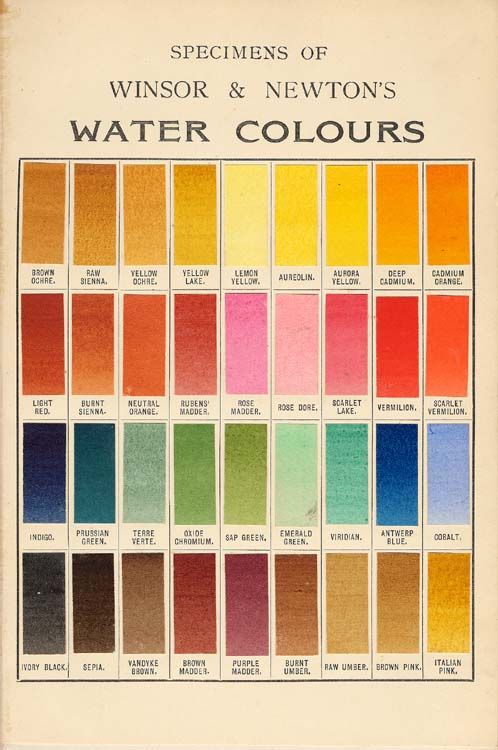 SPECIMENS OF
WINSOR & NEWTON'S
WATER COLOURS
BROWN OCHRE.
RAW SIENNA.
YELLOW OCHRE.
YELLOW LAKE.
LEMON YELLOW.
AUREOLIN.
AURORA YELLOW.
DEEP CADMIUM.
CADMIUM ORANGE.
LIGHT RED.
BURNT SIENNA.
NEUTRAL ORANGE.
RUBENS' MADDER.
ROSE MADDER.
ROSE DORE.
SCARLET LAKE.
VERMILION.
SCARLET VERMILION.
INDIGO.
PRUSSIAN GREEN.
TERRE VERTE.
OXIDE CHROMIUM.
SAP GREEN.
EMERALD GREEN.
VIRIDIAN.
ANTWERP BLUE.
COBALT.
IVORY BLACK.
SEPIA.
VANDYKE BROWN.
BROWN MADDER.
PURPLE MADDER.
BURNT UMBER.
RAW UMBER.
BROWN PINK.
ITALIAN PINK.